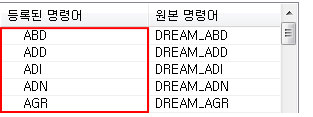 등록된 명령어 원본 명령어
ABD DREAM_ABD
ADD DREAM_ADD
ADI DREAM_ADI
ADN DREAM_ADN
AGR DREAM_AGR